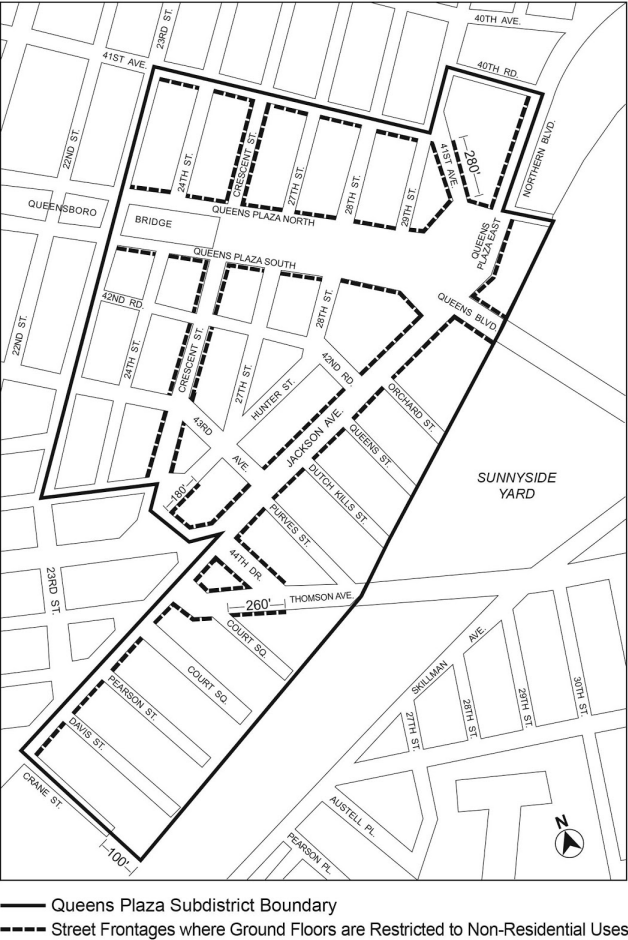 40TH AVE.
23RD ST.
41ST AVE.
40TH RD.
22ND ST.
NORTHERN BLVD.
280'
41ST AVE.
24TH ST.
CRESCENT ST.
27TH ST.
28TH ST.
29TH ST.
QUEENSBORO
BRIDGE
QUEENS PLAZA NORTH
QUEENS
PLAZA EAST
QUEENS PLAZA SOUTH
42ND RD.
QUEENS BLVD.
22ND ST.
28TH ST.
24TH ST.
CRESCENT ST.
27TH ST.
42ND RD.
HUNTER ST.
ORCHARD ST.
43RD
AVE.
JACKSON AVE.
QUEENS ST.
SUNNYSIDE
YARD
DUTCH KILLS ST.
180'
PURVES ST.
44TH DR.
23RD ST.
THOMSON AVE.
260'
COURT SQ.
SKILLMAN AVE.
COURT SQ.
PEARSON ST.
27TH ST.
28TH ST.
29TH ST.
30TH ST.
DAVIS ST.
CRANE ST.
AUSTELL PL.
PEARSON PL.
N
100'
Queens Plaza Subdistrict Boundary
Street Frontages where Ground Floors are Restricted to Non-Residential Uses